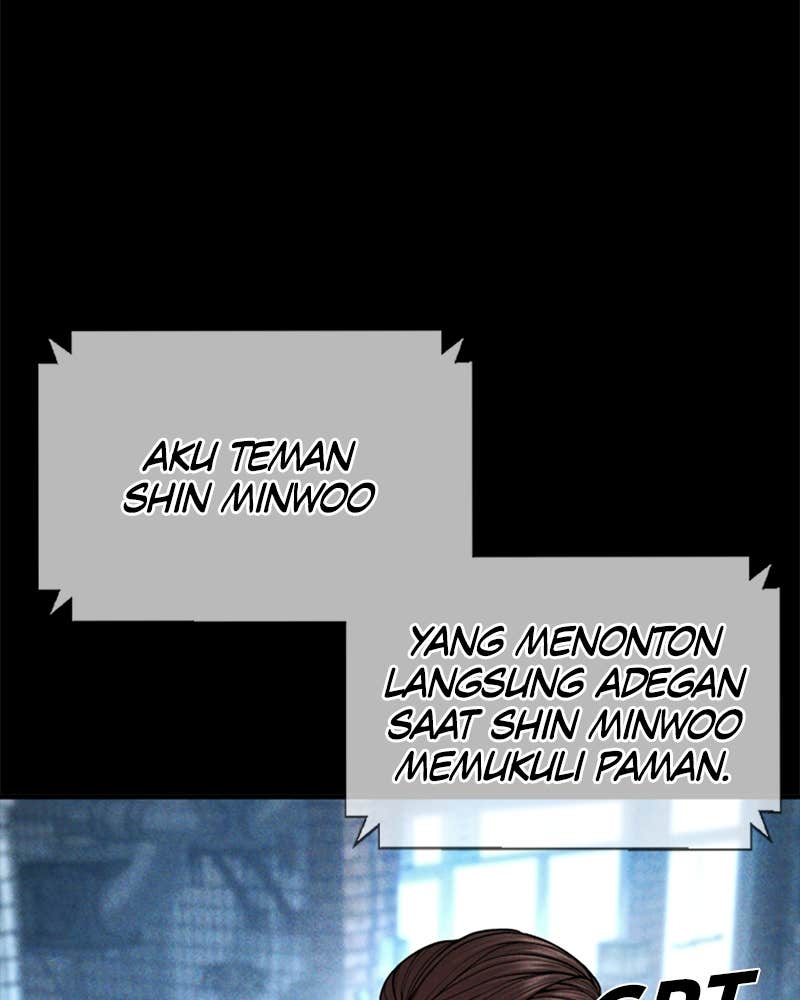 AKU TEMAN
SHIN MINWOO
YANG MENONTON
LANGSUNG ADEGAN
SAAT SHIN MINWOO
MEMUKULI PAMAN.